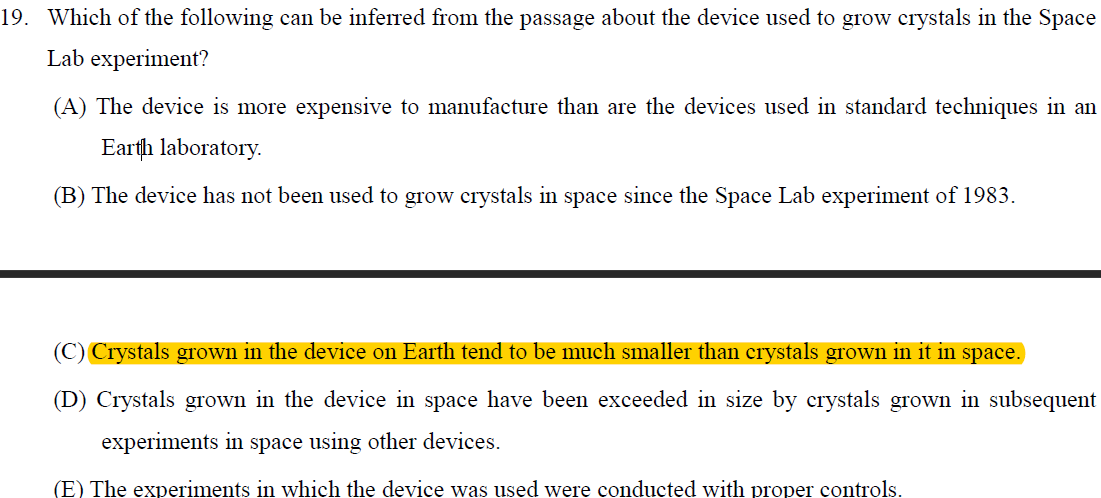 19. Which of the following can be inferred from the passage about the device used to grow crystals in the Space
Lab experiment?
(A) The device is more expensive to manufacture than are the devices used in standard techniques in an
Earth laboratory.
(B) The device has not been used to grow crystals in space since the Space Lab experiment of 1983.
(C) Crystals grown in the device on Earth tend to be much smaller than crystals grown in it in space.
(D) Crystals grown in the device in space have been exceeded in size by crystals grown in subsequent
experiments in space using other devices.
(E) The experiments in which the device was used were conducted with proper controls.